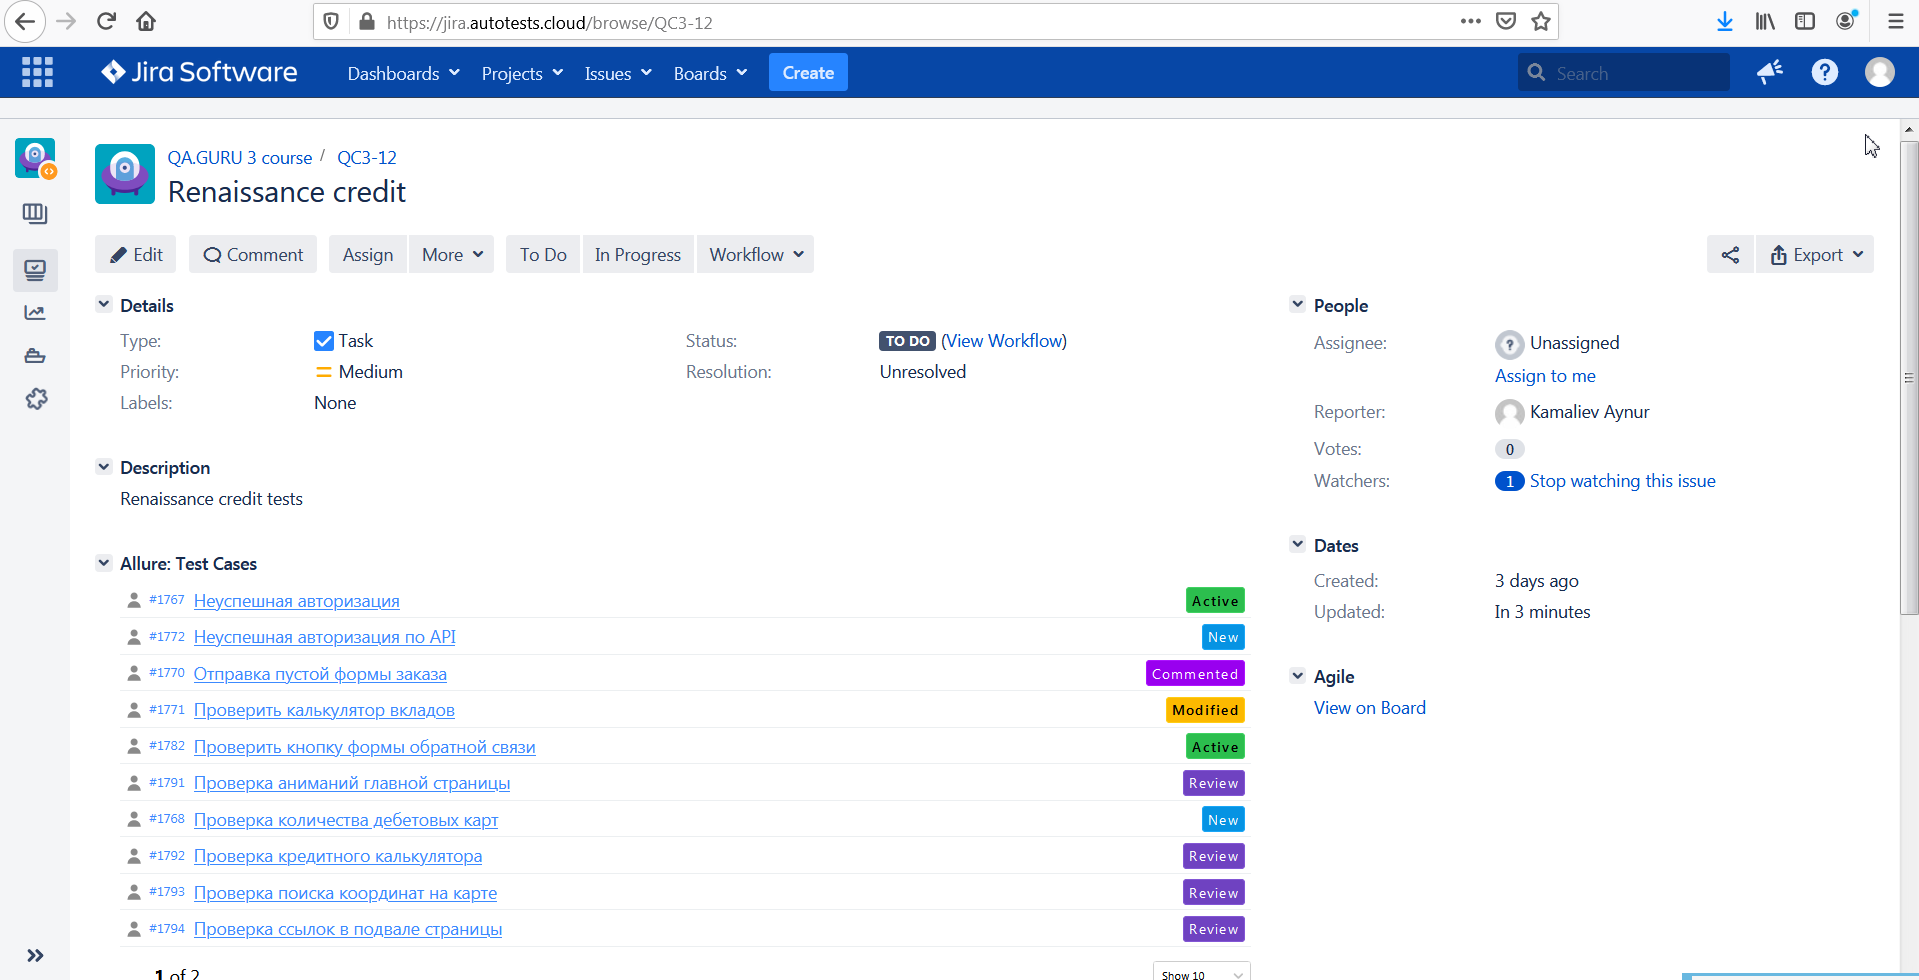 https://jira.autotests.cloud/browse/QC3-12
Jira Software Dashboards Projects Issues Boards Create Search
QA.GURU 3 course / QC3-12
Renaissance credit
Edit Comment Assign More To Do In Progress Workflow Export
Details
Type: Task Status: TO DO (View Workflow)
Priority: Medium Resolution: Unresolved
Labels: None
Description
Renaissance credit tests
Allure: Test Cases
#1767 Неуспешная авторизация Active
#1772 Неуспешная авторизация по API New
#1770 Отправка пустой формы заказа Commented
#1771 Проверить калькулятор вкладов Modified
#1782 Проверить кнопку формы обратной связи Active
#1791 Проверка аниманий главной страницы Review
#1768 Проверка количества дебетовых карт New
#1792 Проверка кредитного калькулятора Review
#1793 Проверка поиска координат на карте Review
#1794 Проверка ссылок в подвале страницы Review
1 of 2 Show 10
People
Assignee: Unassigned
Assign to me
Reporter: Kamaliev Aynur
Votes: 0
Watchers: 1 Stop watching this issue
Dates
Created: 3 days ago
Updated: In 3 minutes
Agile
View on Board